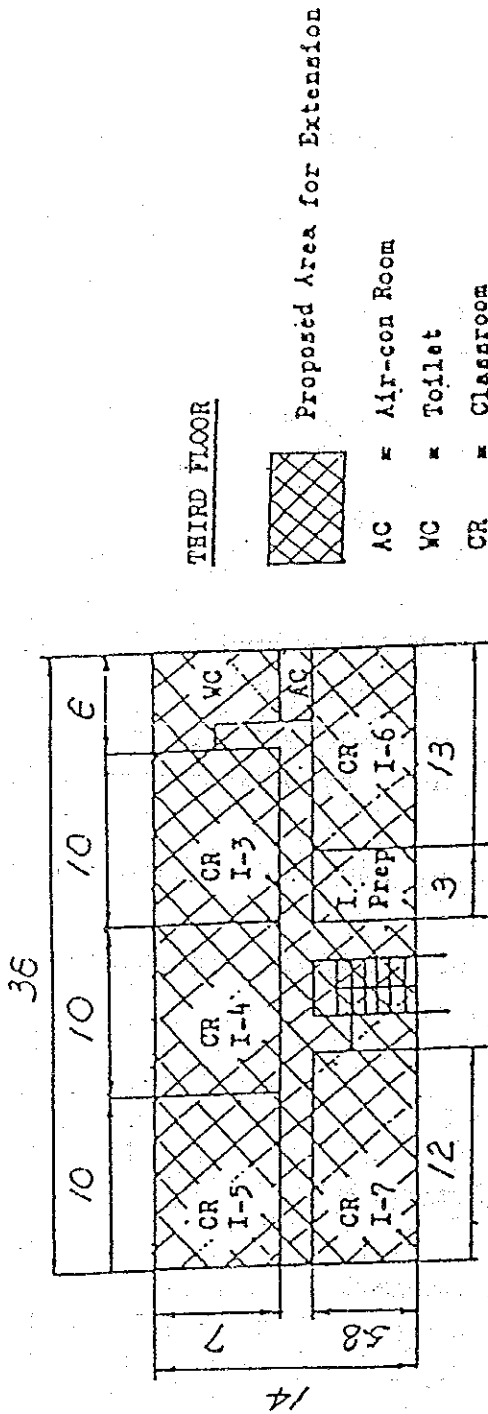 36
10
10
10
6
CR
I-5
CR
I-4
CR
I-3
WC
AC
CR
I-7
I.
Prep
CR
I-6
12
3
13
7
58
14
THIRD FLOOR
Proposed Area for Extension
AC = Air-con Room
WC = Toilet
CR = Classroom